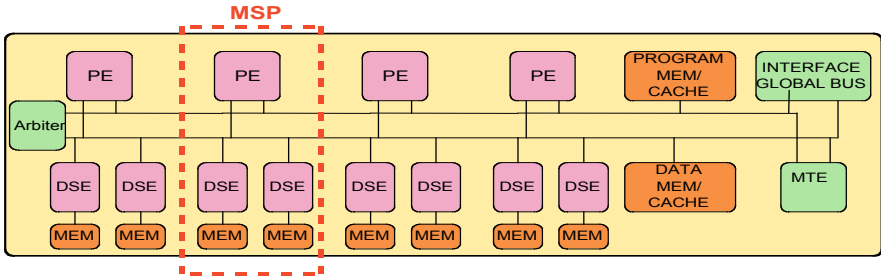 MSP
PE
PE
PE
PE
PROGRAM
MEM/
CACHE
INTERFACE
GLOBAL BUS
Arbiter
DSE
DSE
DSE
DSE
DSE
DSE
DSE
DSE
DATA
MEM/
CACHE
MTE
MEM
MEM
MEM
MEM
MEM
MEM
MEM
MEM